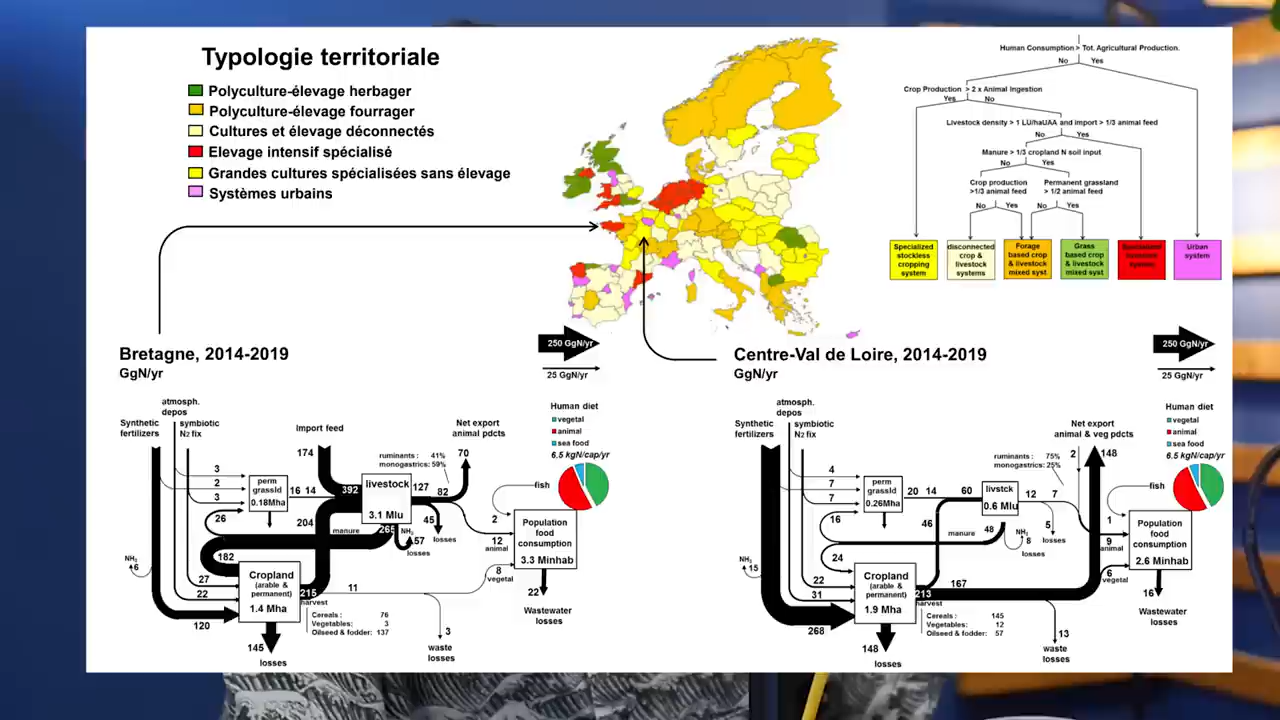 Typologie territoriale
Polyculture-élevage herbager
Polyculture-élevage fourrager
Cultures et élevage déconnectés
Elevage intensif spécialisé
Grandes cultures spécialisées sans élevage
Systèmes urbains
Human Consumption > Tot. Agricultural Production.
No Yes
Crop Production > 2 x Animal Ingestion
Yes No
Livestock density > 1 LU/haUAA and import > 1/3 animal feed
No Yes
Manure > 1/3 cropland N soil input
No Yes
Crop production
>1/3 animal feed
Permanent grassland
> 1/2 animal feed
No Yes No Yes
Specialized
stockless
cropping
system
disconnected
crop &
livestock
systems
Forage
based crop
& livestock
mixed syst
Grass
based crop
& livestock
mixed syst
Urban
system
Bretagne, 2014-2019
GgN/yr
250 GgN/yr
25 GgN/yr
atmosph.
depos
Synthetic
fertilizers
symbiotic
N2 fix
Import feed
174
Net export
animal pdcts
70
ruminants : 41%
monogastrics: 59%
Human diet
vegetal
animal
sea food
6.5 kgN/cap/yr
3
2
3
perm
grassld
0.18Mha
16 14
392
livestock
3.1 Mlu
127
82
fish
26
204
manure
265
NH3
57
losses
45
losses
2
12
animal
Population
food
consumption
3.3 Minhab
182
NH3
6
27
22
120
Cropland
(arable &
permanent)
1.4 Mha
215
harvest
11
8
vegetal
22
Wastewater
losses
Cereals : 76
Vegetables: 3
Oilseed & fodder: 137
3
waste
losses
145
losses
Centre-Val de Loire, 2014-2019
GgN/yr
250 GgN/yr
25 GgN/yr
atmosph.
depos
Synthetic
fertilizers
symbiotic
N2 fix
Net export
animal & veg pdcts
2
148
ruminants : 75%
monogastrics: 25%
Human diet
vegetal
animal
sea food
6.5 kgN/cap/yr
4
7
7
perm
grassld
0.26Mha
20 14
60
livstck
0.6 Mlu
12
7
fish
16
46
manure
48
NH3
8
losses
5
losses
1
9
animal
Population
food
consumption
2.6 Minhab
24
NH3
15
22
31
268
Cropland
(arable &
permanent)
1.9 Mha
213
harvest
167
6
vegetal
16
Wastewater
losses
Cereals : 145
Vegetables: 12
Oilseed & fodder: 57
13
waste
losses
148
losses